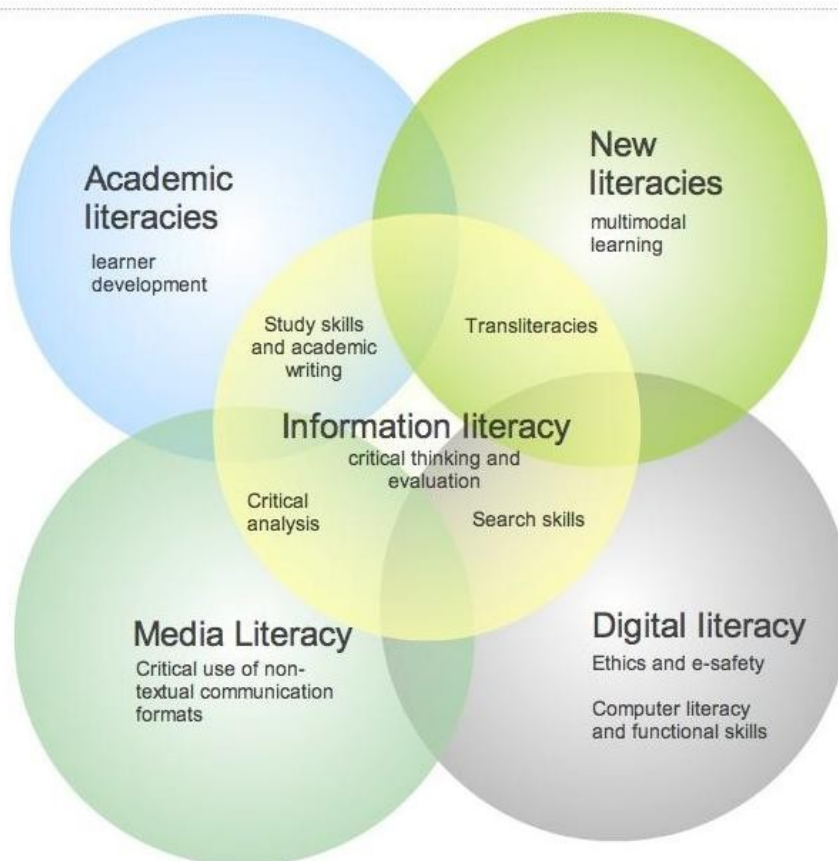 Academic
literacies
learner
development
New
literacies
multimodal
learning
Study skills
and academic
writing
Transliteracies
Information literacy
critical thinking and
evaluation
Critical
analysis
Search skills
Media Literacy
Critical use of non-
textual communication
formats
Digital literacy
Ethics and e-safety
Computer literacy
and functional skills